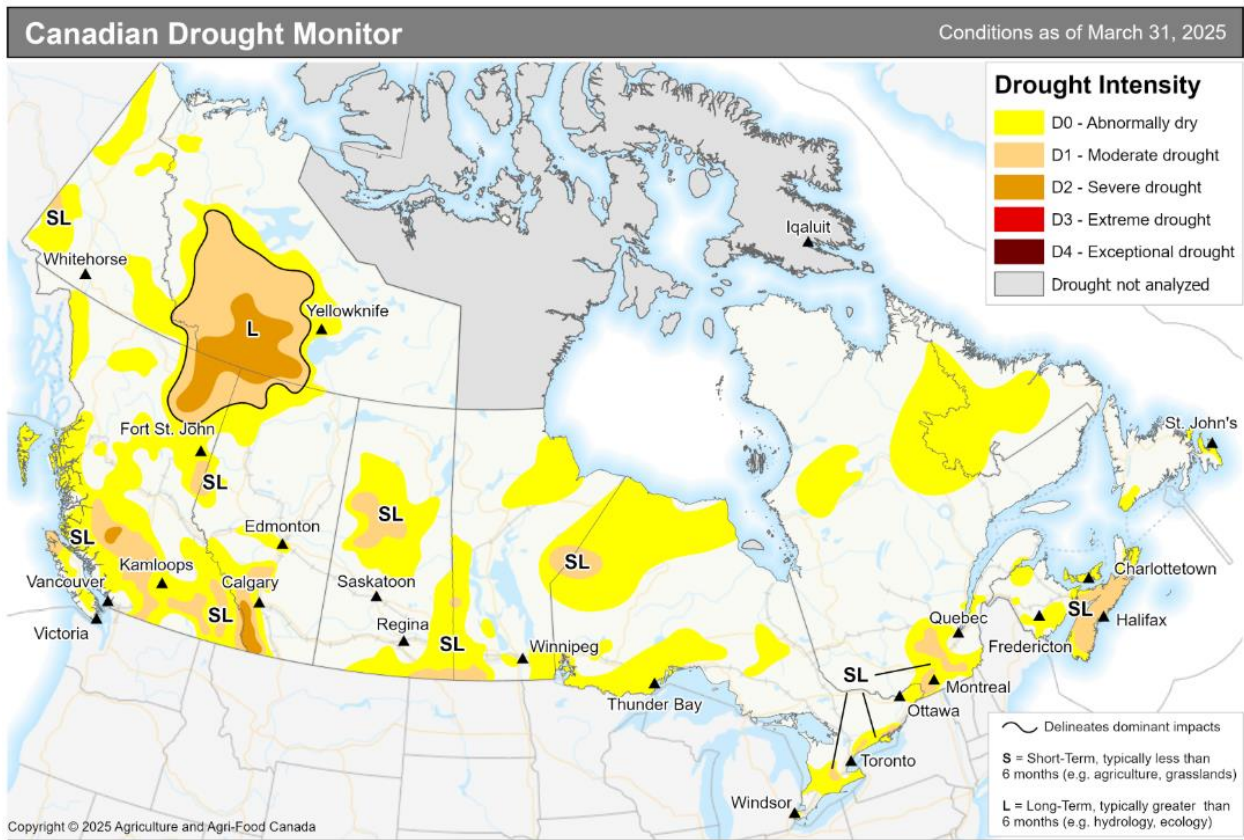 Canadian Drought Monitor
Conditions as of March 31, 2025
Drought Intensity
D0 - Abnormally dry
D1 - Moderate drought
D2 - Severe drought
D3 - Extreme drought
D4 - Exceptional drought
Drought not analyzed
Iqaluit
SL
Whitehorse
L
Yellowknife
Fort St. John
St. John's
SL
SL
Edmonton
SL
SL
Kamloops
Calgary
Saskatoon
Charlottetown
Vancouver
SL
Regina
SL
Quebec
SL
Halifax
Victoria
Winnipeg
Fredericton
SL
Montreal
Thunder Bay
Ottawa
Toronto
Windsor
Delineates dominant impacts
S = Short-Term, typically less than
6 months (e.g. agriculture, grasslands)
L = Long-Term, typically greater than
6 months (e.g. hydrology, ecology)
Copyright © 2025 Agriculture and Agri-Food Canada